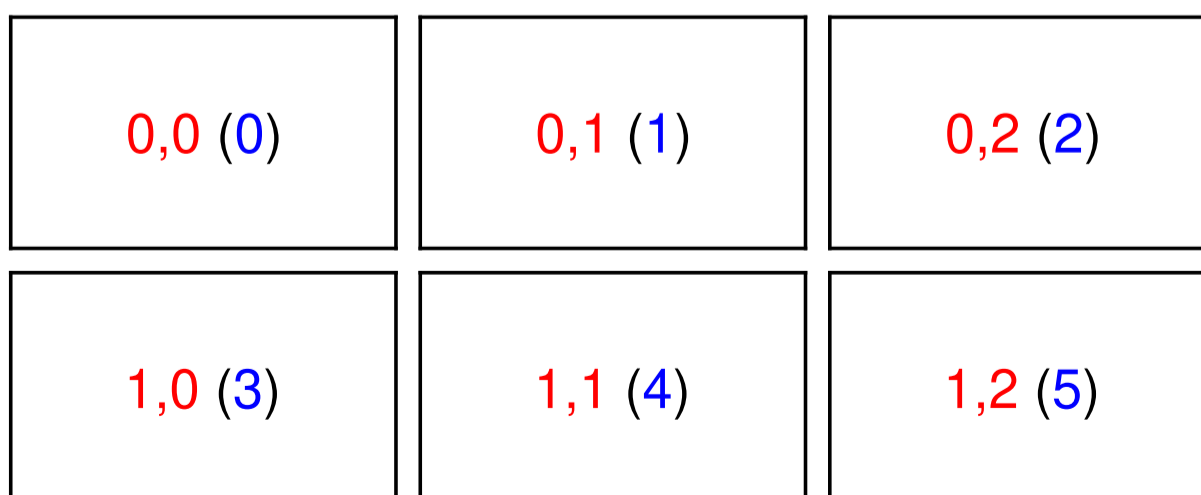 0,0 (0) 0,1 (1) 0,2 (2)
1,0 (3) 1,1 (4) 1,2 (5)